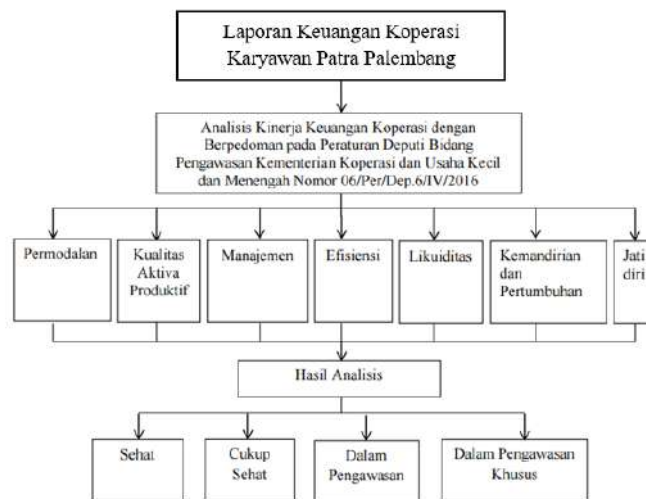 Laporan Keuangan Koperasi
Karyawan Patra Palembang
Analisis Kinerja Keuangan Koperasi dengan
Berpedoman pada Peraturan Deputi Bidang
Pengawasan Kementerian Koperasi dan Usaha Kecil
dan Menengah Nomor 06/Per/Dep.6/IV/2016
Permodalan
Kualitas
Aktiva
Produktif
Manajemen
Efisiensi
Likuiditas
Kemandirian
dan
Pertumbuhan
Jati
diri
Hasil Analisis
Sehat
Cukup
Sehat
Dalam
Pengawasan
Dalam Pengawasan
Khusus